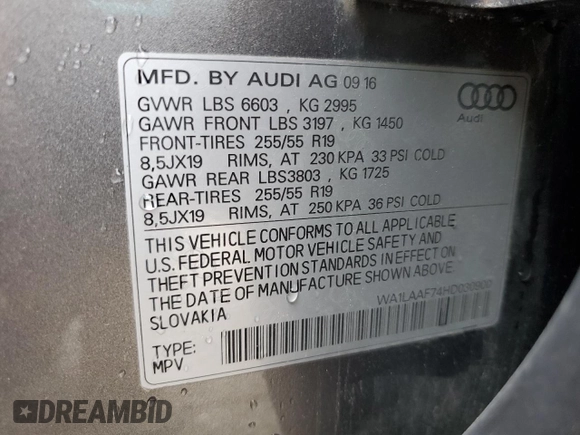 MFD. BY AUDI AG 09 16
GVWR LBS 6603 , KG 2995
GAWR FRONT LBS 3197 , KG 1450
FRONT-TIRES 255/55 R19
8,5JX19 RIMS, AT 230 KPA 33 PSI COLD
GAWR REAR LBS3803 , KG 1725
REAR-TIRES 255/55 R19
8,5JX19 RIMS, AT 250 KPA 36 PSI COLD
THIS VEHICLE CONFORMS TO ALL APPLICABLE
U.S. FEDERAL MOTOR VEHICLE SAFETY AND
THEFT PREVENTION STANDARDS IN EFFECT ON
THE DATE OF MANUFACTURE SHOWN ABOVE
SLOVAKIA
WA1LAAF74HD030900
TYPE:
MPV
Audi
DREAMBID